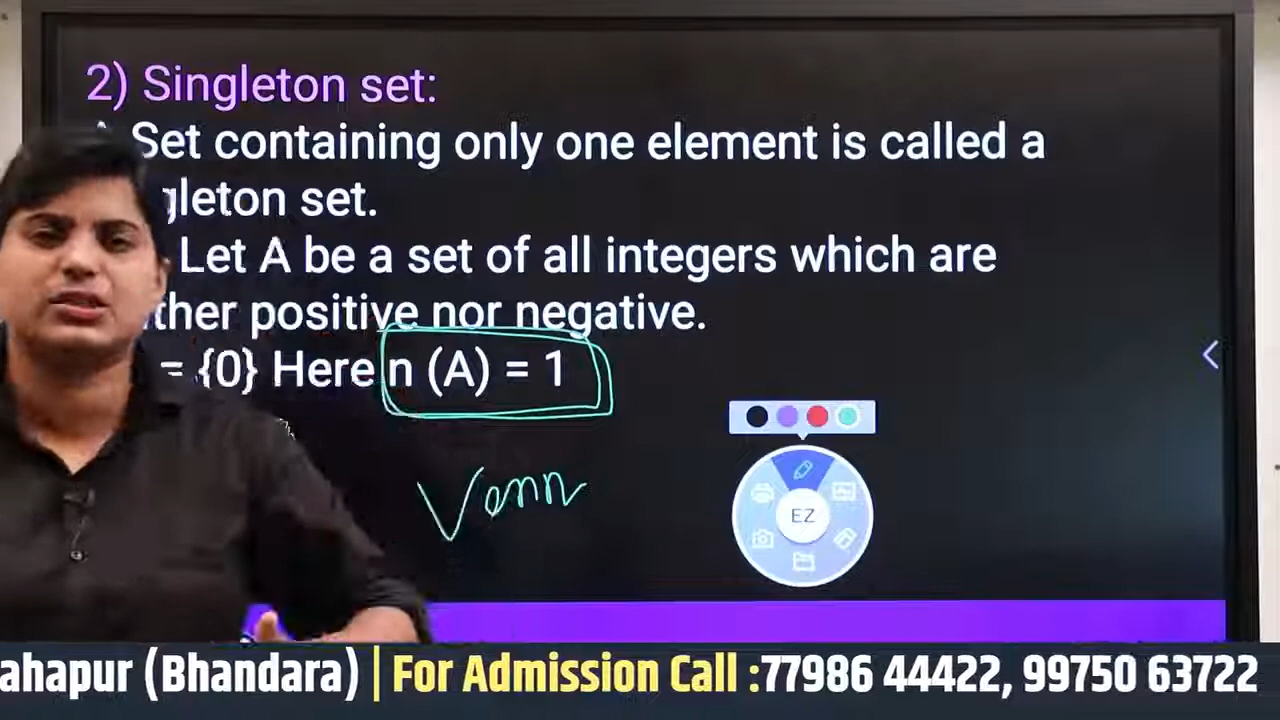 2) Singleton set:
Set containing only one element is called a
gleton set.
Let A be a set of all integers which are
ther positive nor negative.
= {0} Here n (A) = 1
Venn
EZ
ahapur (Bhandara) | For Admission Call :77986 44422, 99750 63722